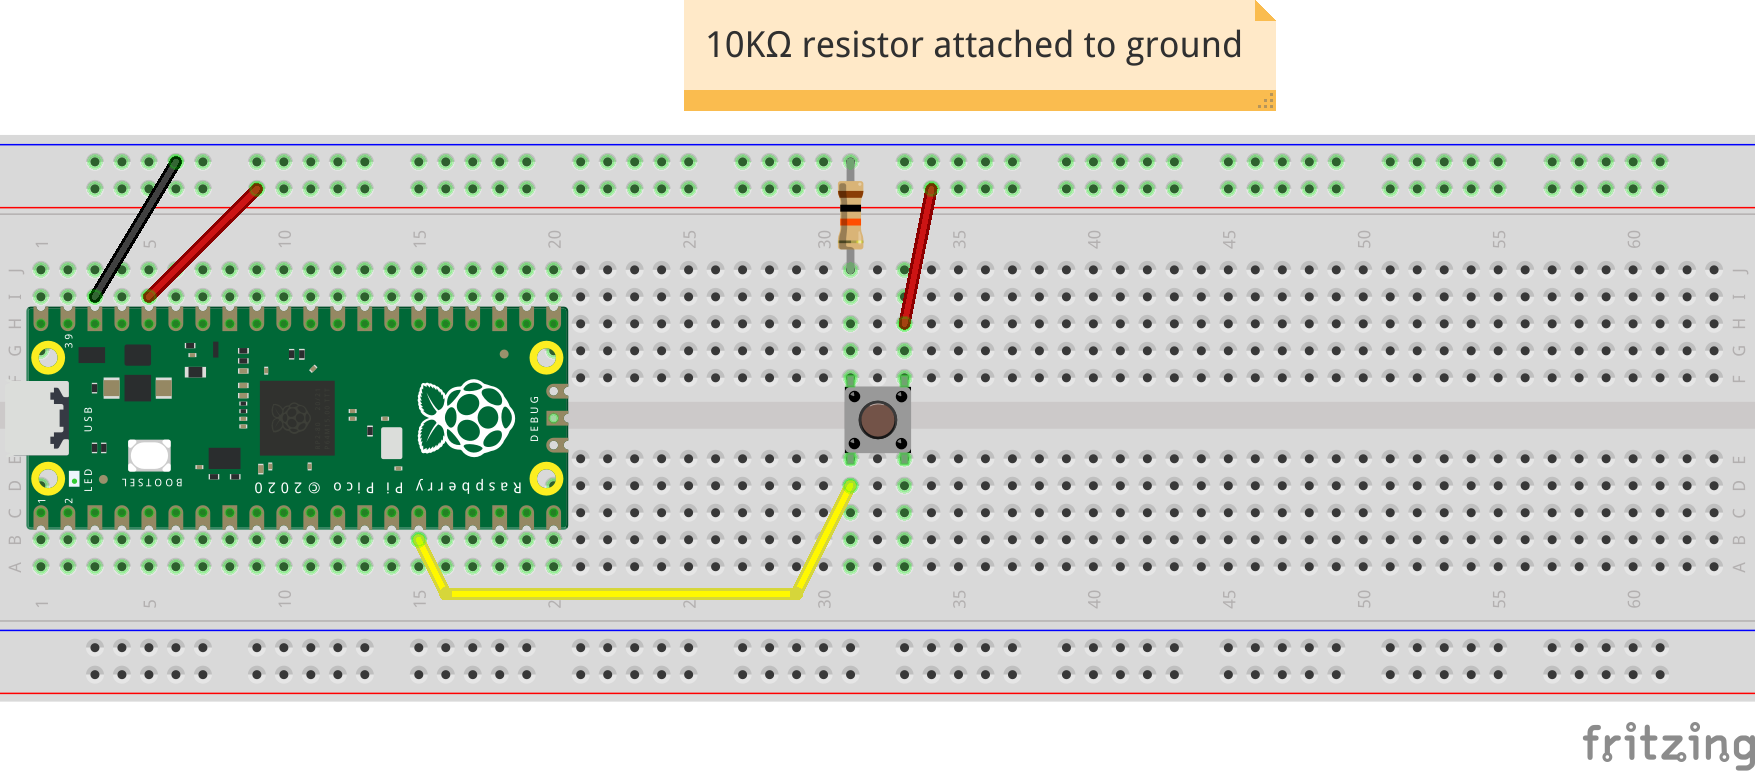 10KΩ resistor attached to ground
1 5 10 15 20 25 30 35 40 45 50 55 60
J J
I I
H H
39
G G
F F
USB
DEBUG
E E
LED
BOOTSEL
Raspberry Pi Pico ©2020
D D
1 2
C C
B B
A A
1 5 10 15 2 25 30 35 40 45 50 55 60
fritzing